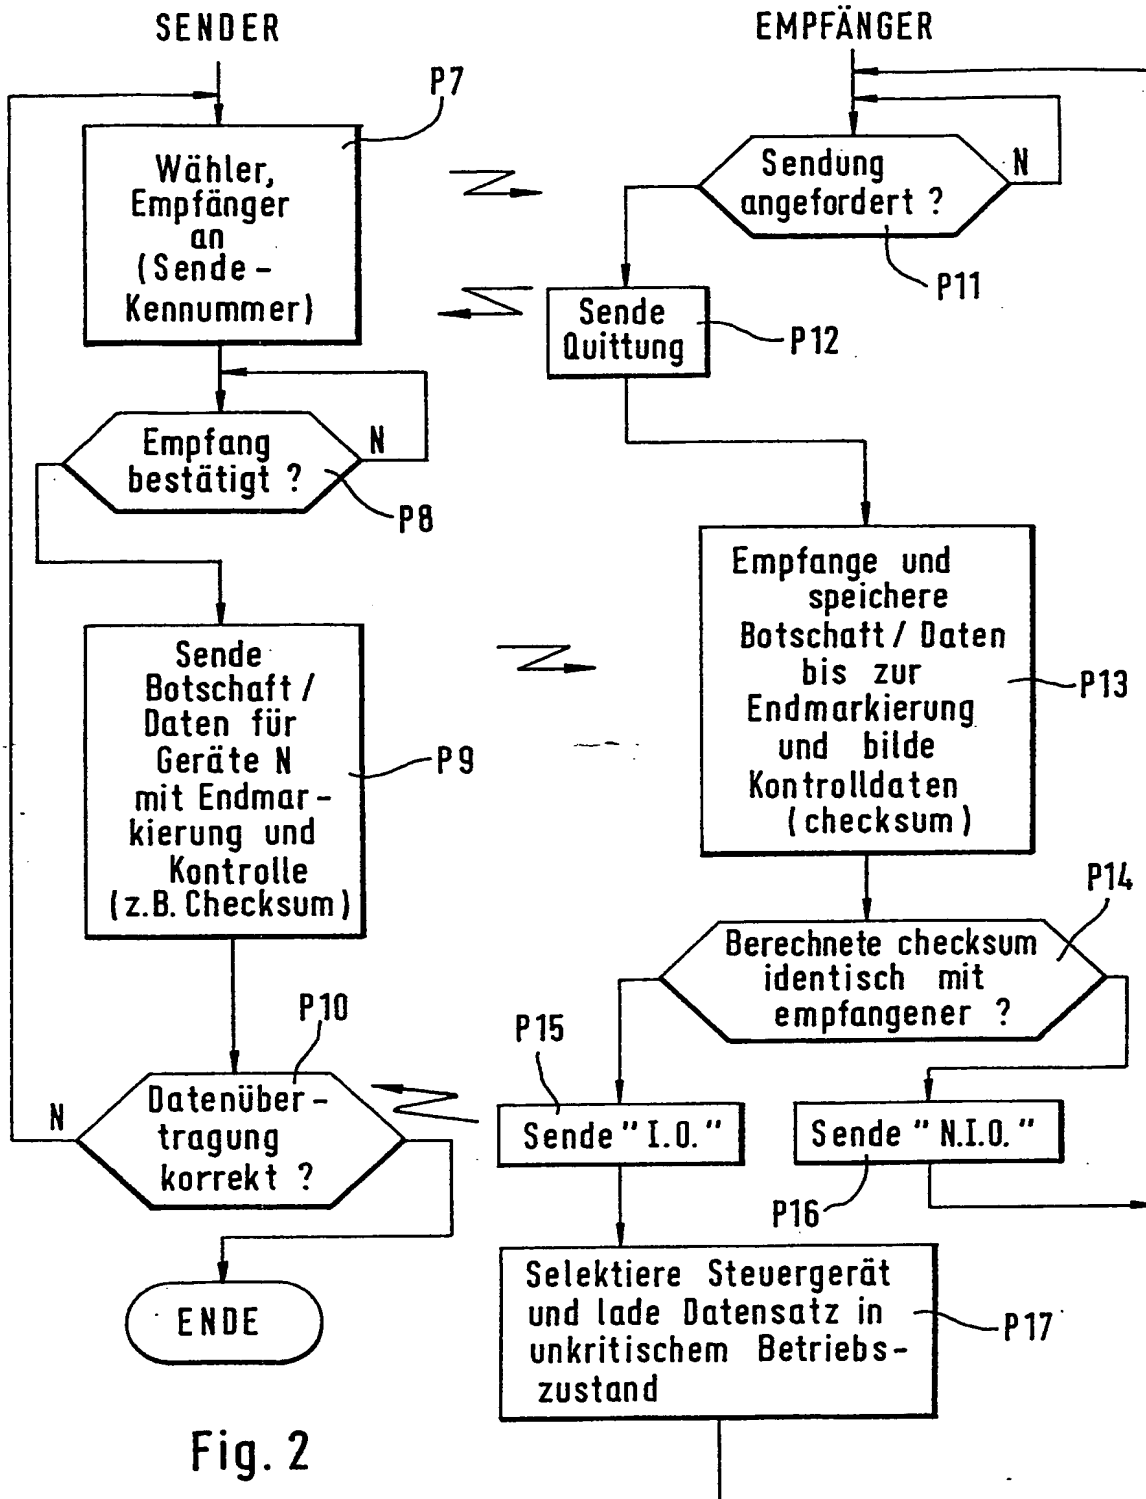 SENDER
P7
Wähler,
Empfänger
an
(Sende-
Kennummer)
Empfang
bestätigt ?
N
P8
Sende
Botschaft/
Daten für
Geräte N
mit Endmar-
kierung und
Kontrolle
(z.B. Checksum)
P9
P10
Datenüber-
tragung
korrekt ?
N
ENDE
Fig. 2
EMPFÄNGER
Sendung
angefordert ?
N
P11
Sende
Quittung
P12
Empfange und
speichere
Botschaft/ Daten
bis zur
Endmarkierung
und bilde
Kontrolldaten
(checksum)
P13
P14
Berechnete checksum
identisch mit
empfangener ?
P15
Sende "I.O."
Sende "N.I.O."
P16
Selektiere Steuergerät
und lade Datensatz in
unkritischem Betriebs-
zustand
P17